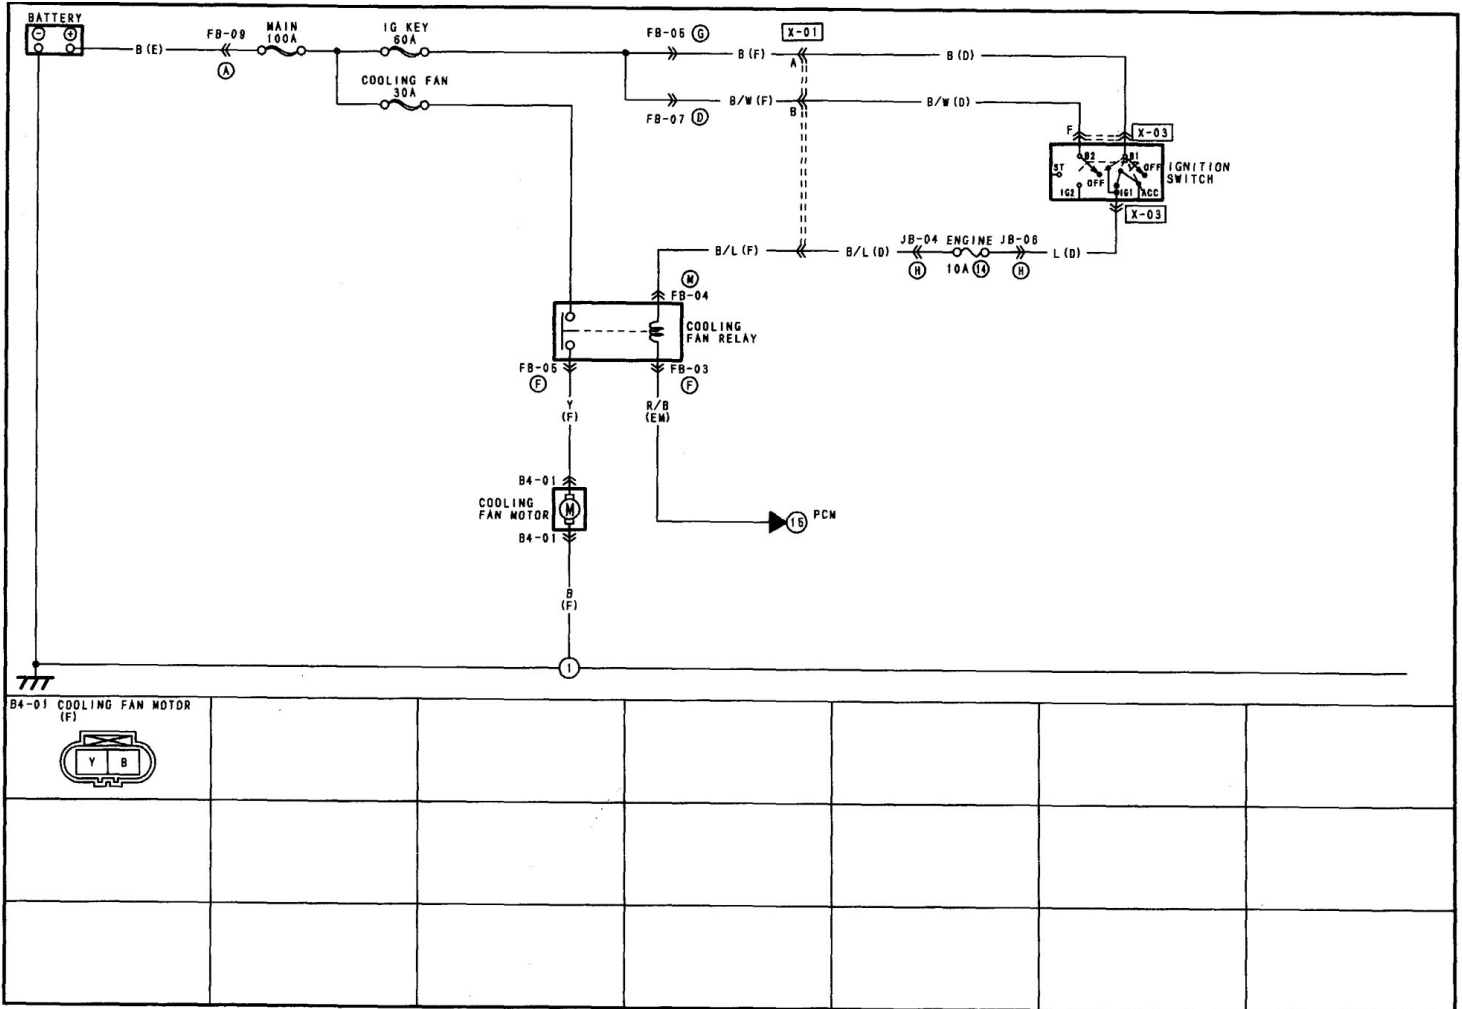 BATTERY
- +
B (E)
FB-09
A
MAIN
100A
IG KEY
60A
COOLING FAN
30A
FB-06 G
B (F)
X-01
A
B (D)
FB-07 D
B/W (F)
B
B/W (D)
F
X-03
B2
B1
ST
OFF
OFF
IG2
IG1
ACC
IGNITION
SWITCH
X-03
B/L (F)
B/L (D)
JB-04
H
ENGINE
10A 14
JB-06
H
L (D)
M
FB-04
COOLING
FAN RELAY
FB-05
F
FB-03
F
Y
(F)
R/B
(EM)
B4-01
COOLING
FAN MOTOR
M
B4-01
PCM
B
(F)
1
B4-01 COOLING FAN MOTOR
(F)
Y B